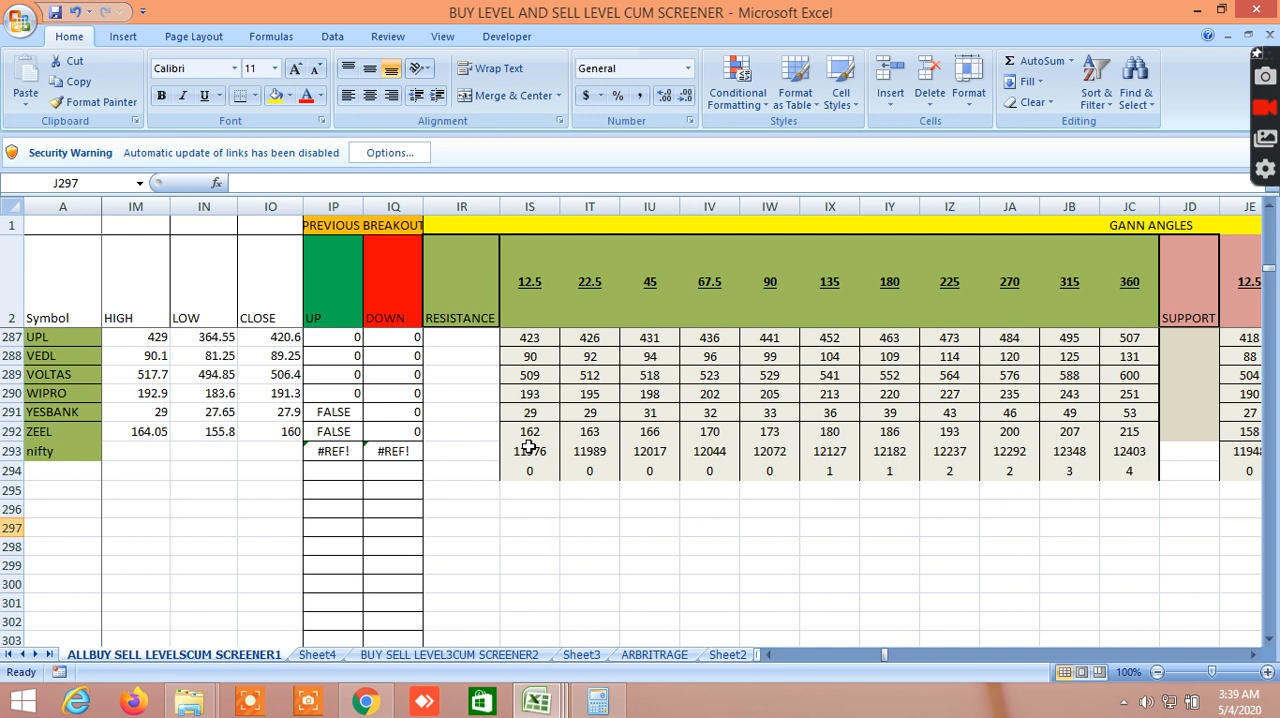 BUY LEVEL AND SELL LEVEL CUM SCREENER - Microsoft Excel
Home Insert Page Layout Formulas Data Review View Developer
Paste Cut Copy Format Painter
Calibri 11
Wrap Text
Merge & Center
General
Conditional Formatting
Format as Table
Cell Styles
Insert Delete Format
AutoSum Fill Clear
Sort & Filter
Find & Select
Clipboard Font Alignment Number Styles Cells Editing
Security Warning Automatic update of links has been disabled Options...
J297 fx
A IM IN IO IP IQ IR IS IT IU IV IW IX IY IZ JA JB JC JD JE
1 PREVIOUS BREAKOUT GANN ANGLES
12.5 22.5 45 67.5 90 135 180 225 270 315 360 12.5
2 Symbol HIGH LOW CLOSE UP DOWN RESISTANCE SUPPORT
287 UPL 429 364.55 420.6 0 0 423 426 431 436 441 452 463 473 484 495 507 418
288 VEDL 90.1 81.25 89.25 0 0 90 92 94 96 99 104 109 114 120 125 131 88
289 VOLTAS 517.7 494.85 506.4 0 0 509 512 518 523 529 541 552 564 576 588 600 504
290 WIPRO 192.9 183.6 191.3 0 0 193 195 198 202 205 213 220 227 235 243 251 190
291 YESBANK 29 27.65 27.9 FALSE 0 29 29 31 32 33 36 39 43 46 49 53 27
292 ZEEL 164.05 155.8 160 FALSE 0 162 163 166 170 173 180 186 193 200 207 215 158
293 nifty #REF! #REF! 11989 12017 12044 12072 12127 12182 12237 12292 12348 12403
294 0 0 0 0 0 1 1 2 2 3 4 0
295
296
297
298
299
300
301
302
303
ALLBUY SELL LEVELSCUM SCREENER1 Sheet4 BUY SELL LEVEL3CUM SCREENER2 Sheet3 ARBRITRAGE Sheet2
Ready 100%
3:39 AM
5/4/2020